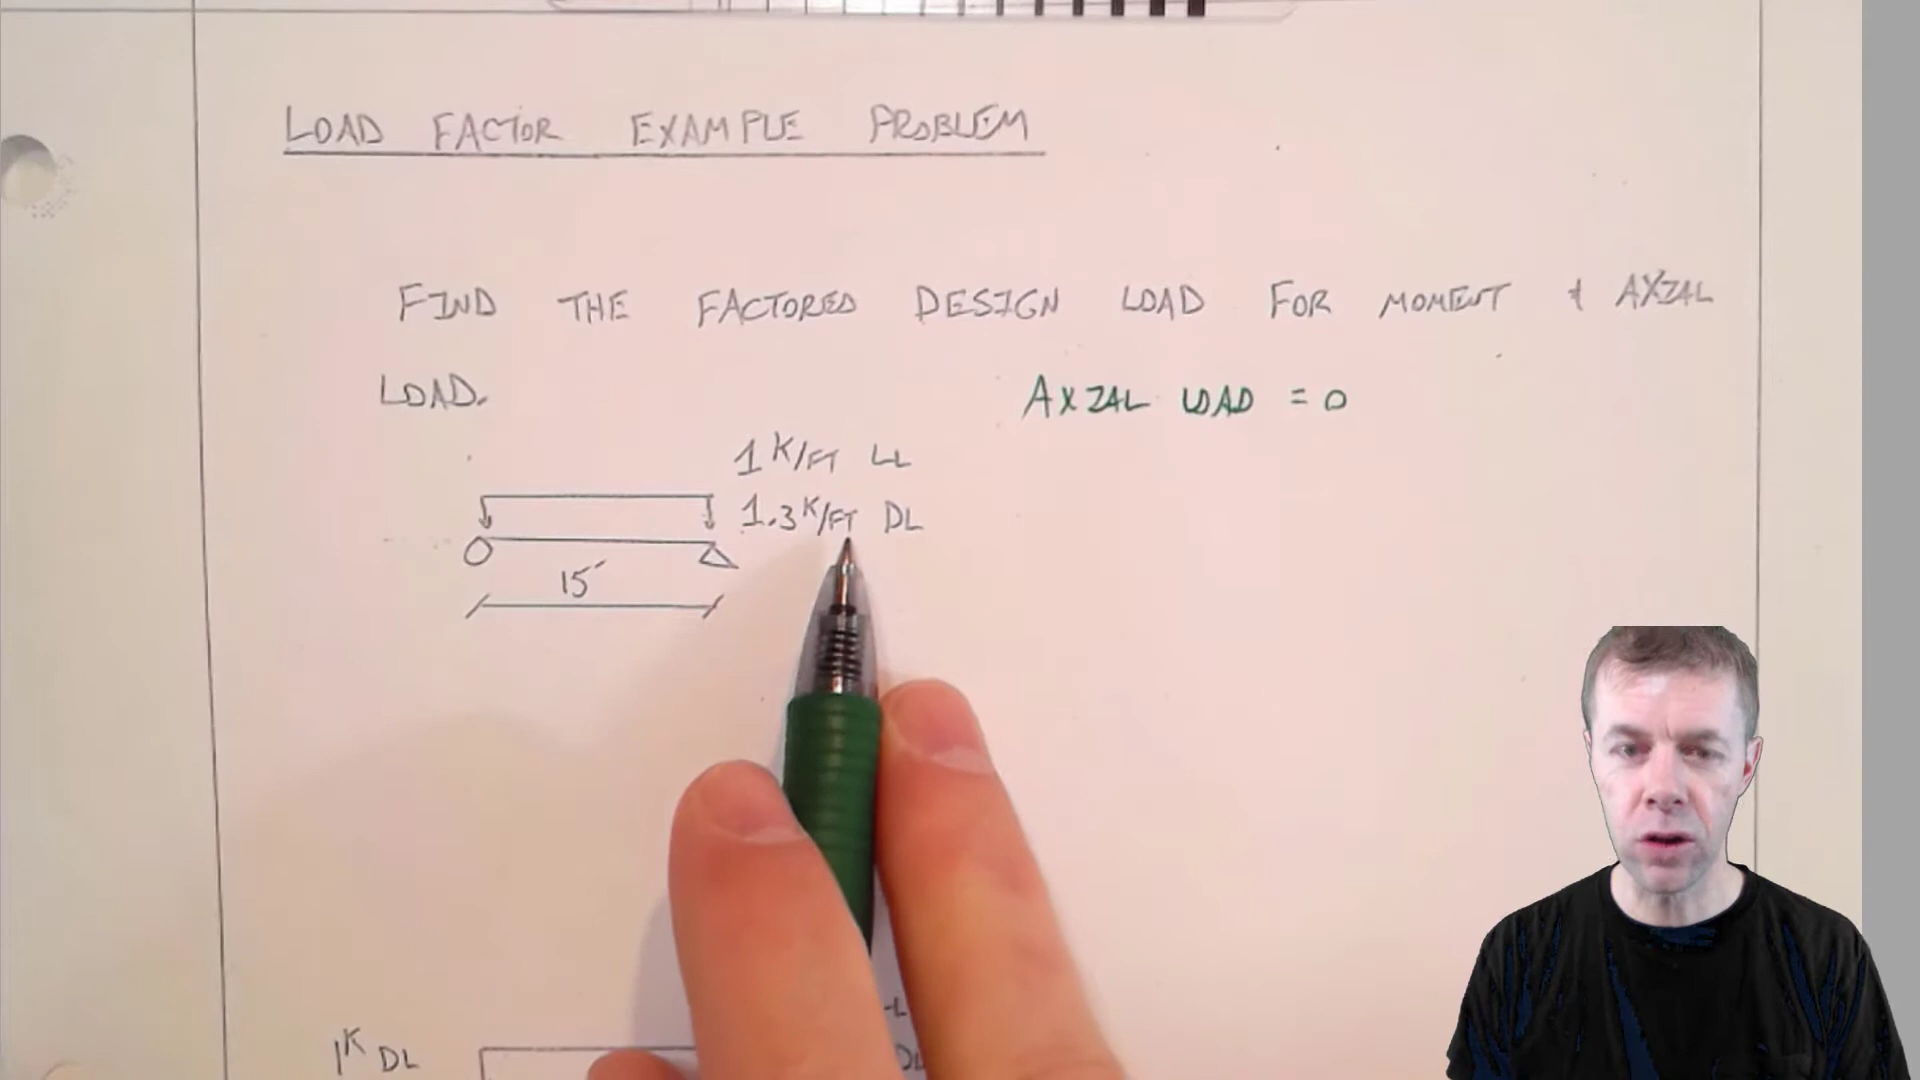 LOAD FACTOR EXAMPLE PROBLEM
FIND THE FACTORED DESIGN LOAD FOR MOMENT & AXIAL
LOAD.
AXIAL LOAD = 0
1 K/FT LL
1.3 K/FT DL
15'
1K DL